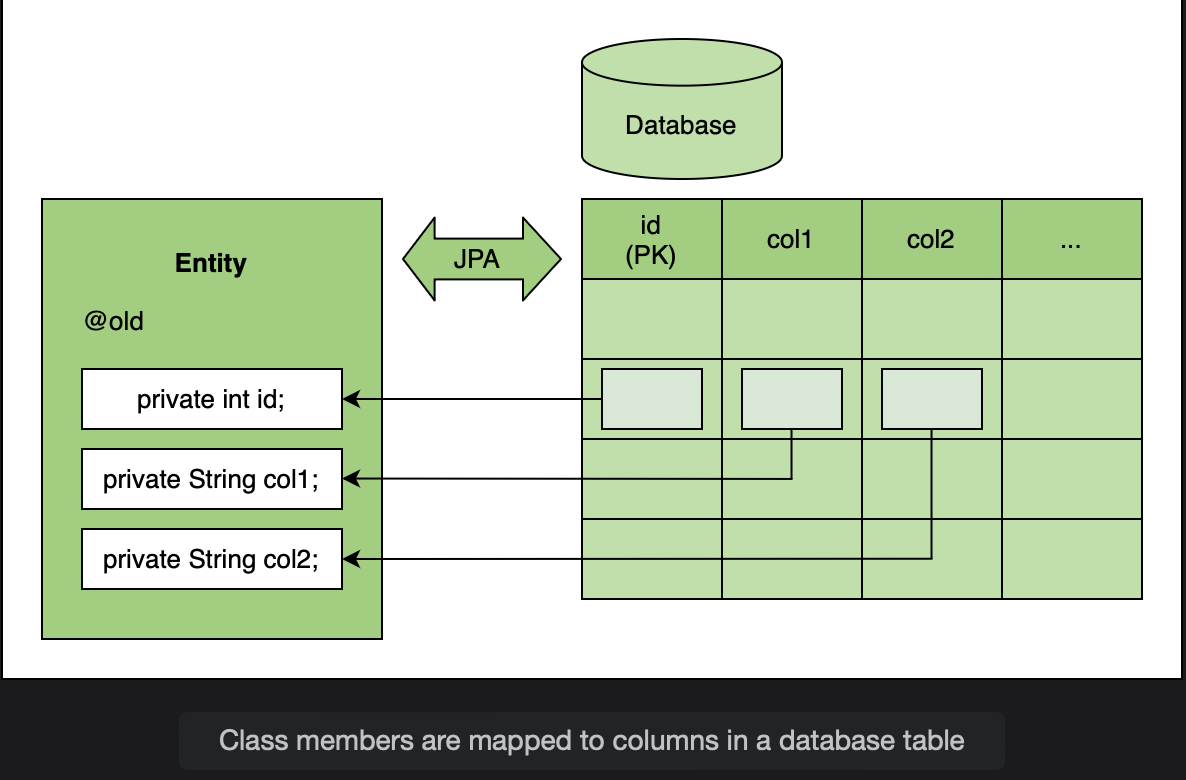 Database
Entity
@old
private int id;
private String col1;
private String col2;
JPA
id
(PK)
col1
col2
...
Class members are mapped to columns in a database table